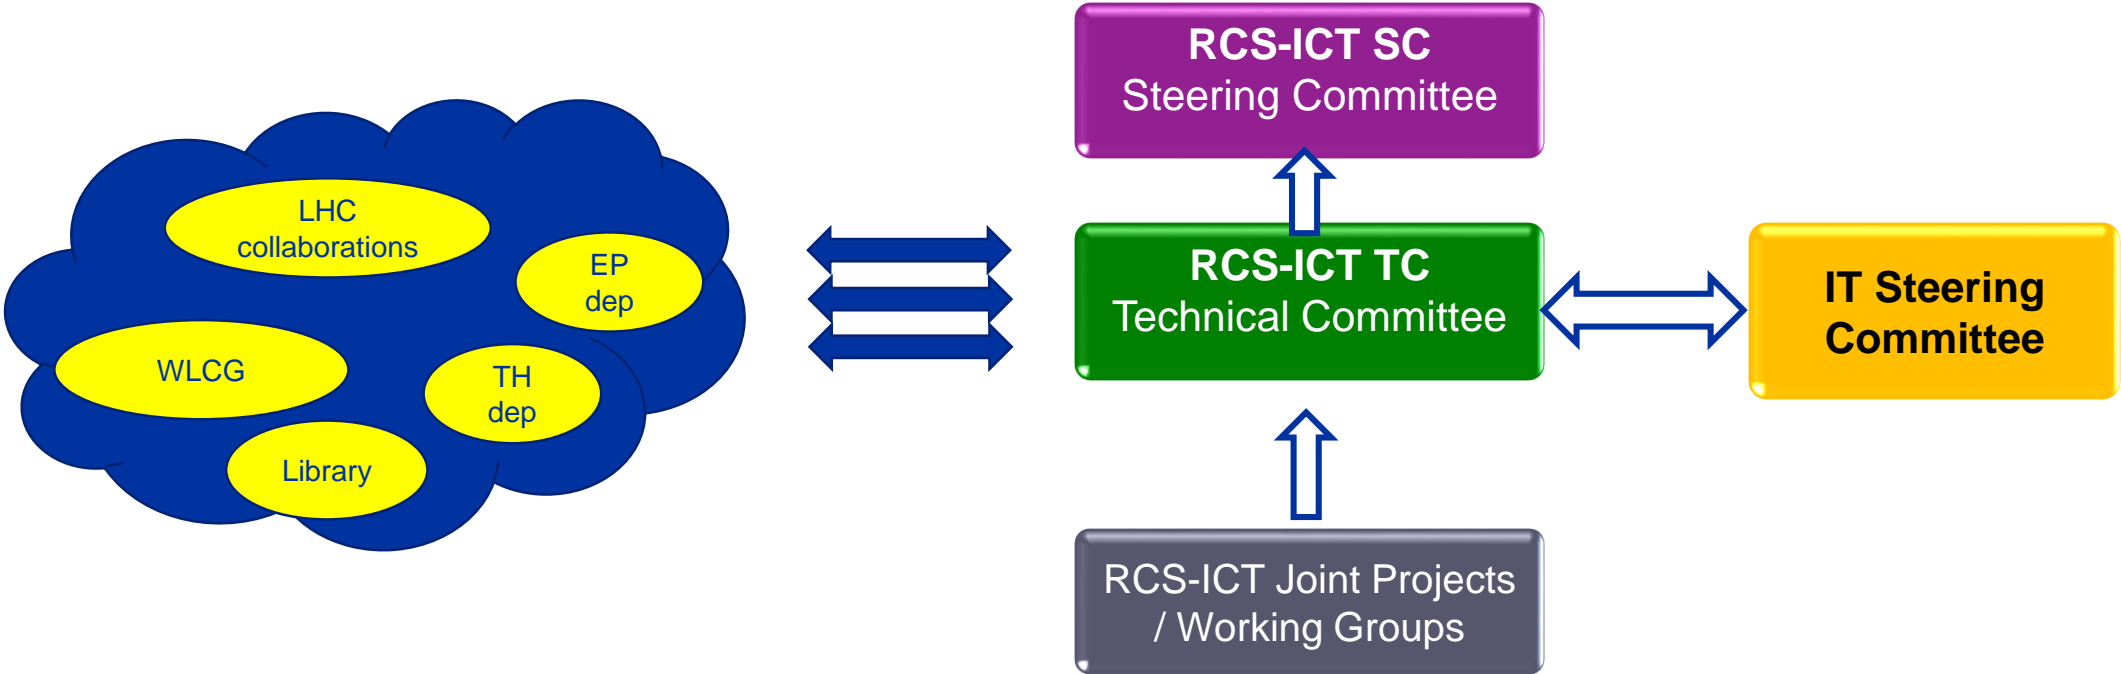 LHC
collaborations
EP
dep
WLCG
TH
dep
Library
RCS-ICT SC
Steering Committee
RCS-ICT TC
Technical Committee
RCS-ICT Joint Projects
/ Working Groups
IT Steering
Committee